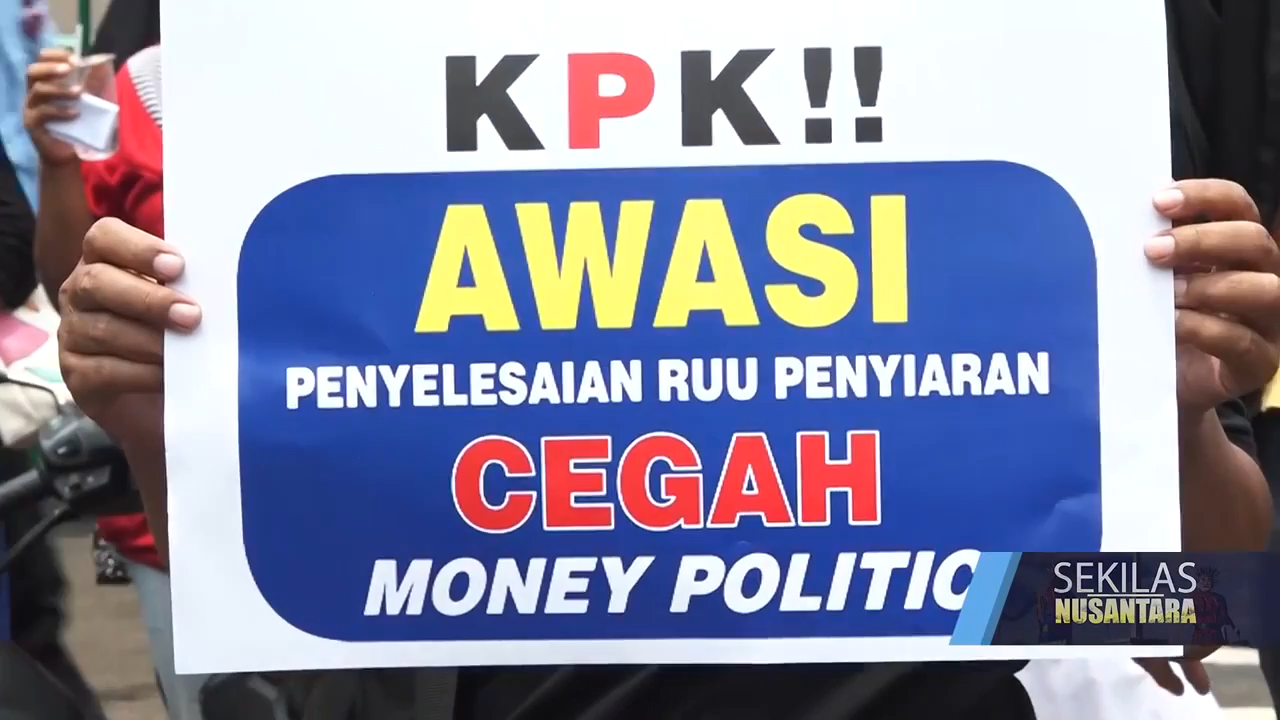 KPK!!
AWASI
PENYELESAIAN RUU PENYIARAN
CEGAH
MONEY POLITIC
SEKILAS
NUSANTARA